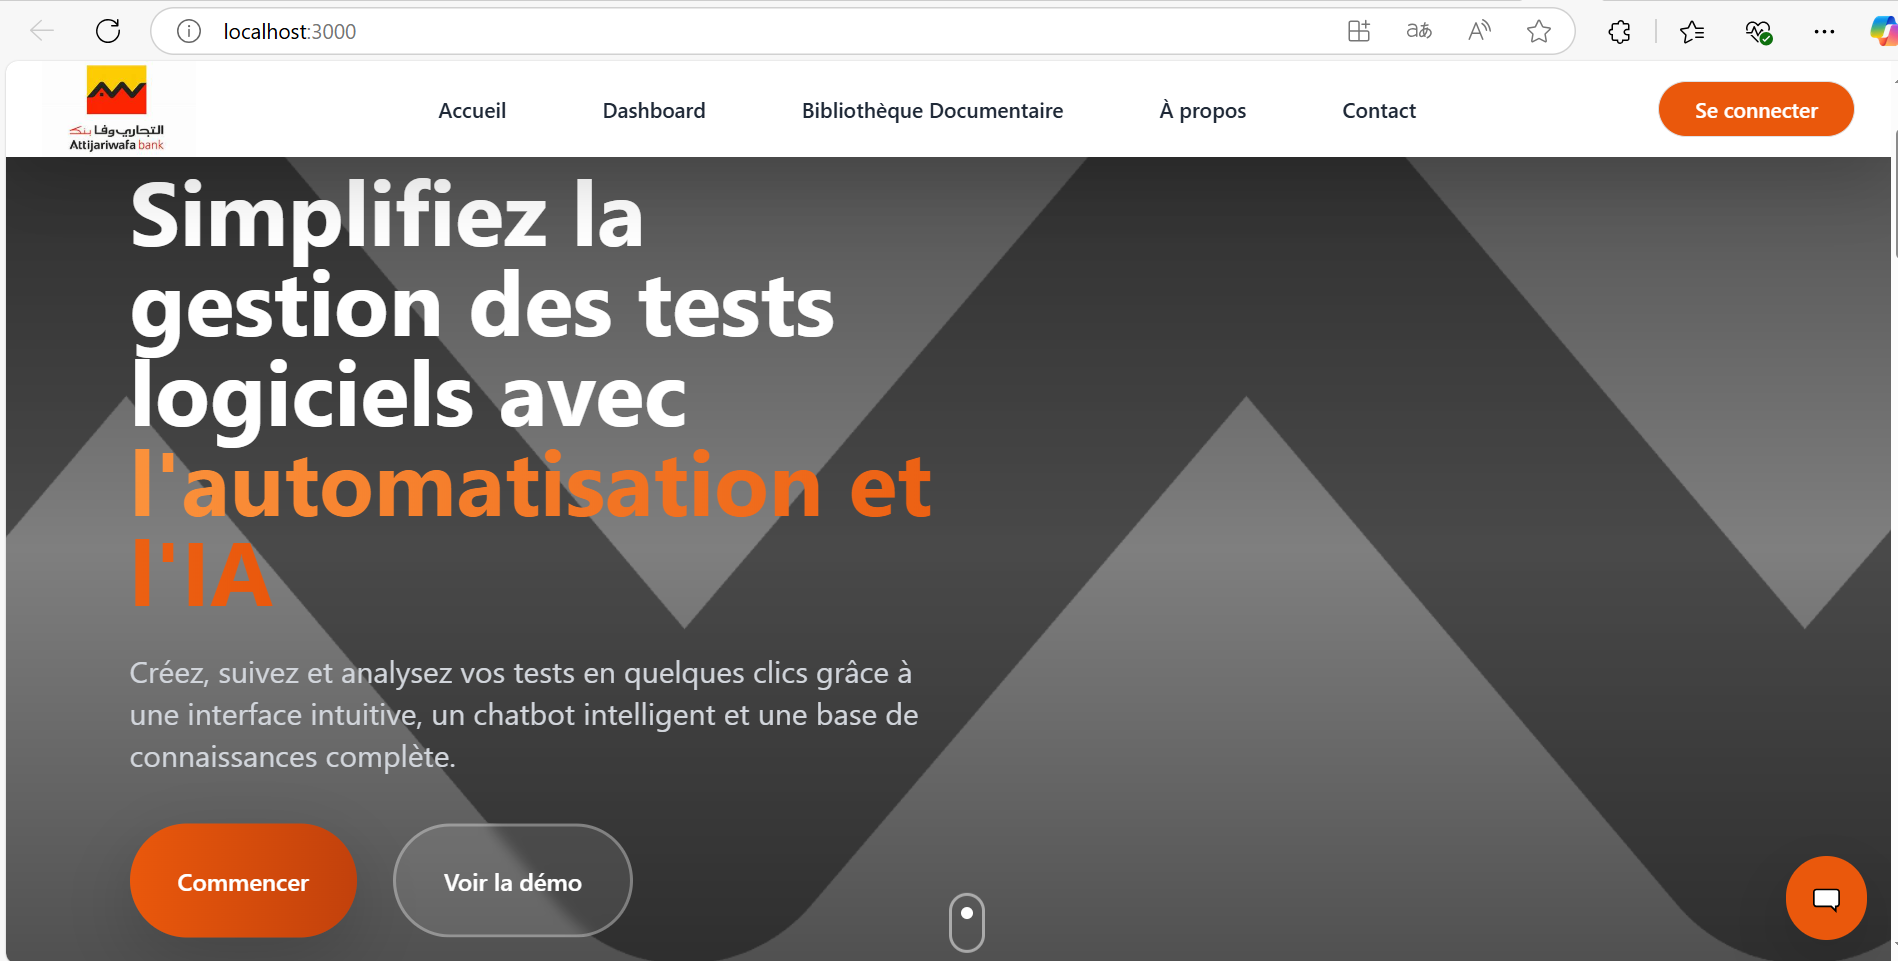 localhost:3000
التجاري وفا بنك
Attijariwafa bank
Accueil
Dashboard
Bibliothèque Documentaire
À propos
Contact
Se connecter
Simplifiez la
gestion des tests
logiciels avec
l'automatisation et
l'IA
Créez, suivez et analysez vos tests en quelques clics grâce à
une interface intuitive, un chatbot intelligent et une base de
connaissances complète.
Commencer
Voir la démo